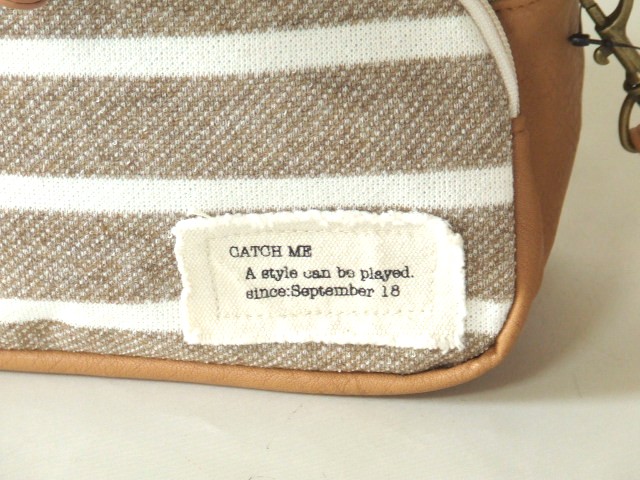 CATCH ME
A style can be played.
since:September 18